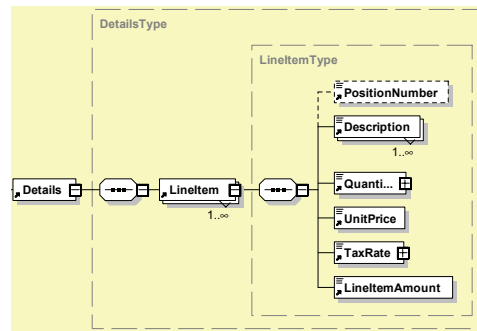 DetailsType
LineItemType
PositionNumber
Description
1..∞
Quanti...
Details
LineItem
1..∞
UnitPrice
TaxRate
LineItemAmount